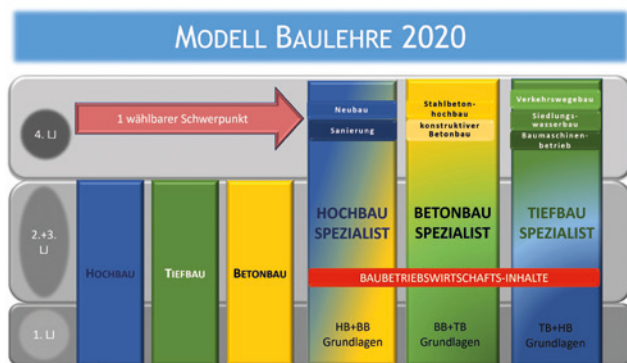 MODELL BAULEHRE 2020
4. LJ
1 wählbarer Schwerpunkt
Neubau
Sanierung
Stahlbeton-
hochbau
konstruktiver
Betonbau
Verkehrswegebau
Siedlungs-
wasserbau
Baumaschinen-
betrieb
2.+3.
LJ
HOCHBAU
TIEFBAU
BETONBAU
HOCHBAU
SPEZIALIST
BETONBAU
SPEZIALIST
TIEFBAU
SPEZIALIST
BAUBETRIEBSWIRTSCHAFTS-INHALTE
1. LJ
HB+BB
Grundlagen
BB+TB
Grundlagen
TB+HB
Grundlagen